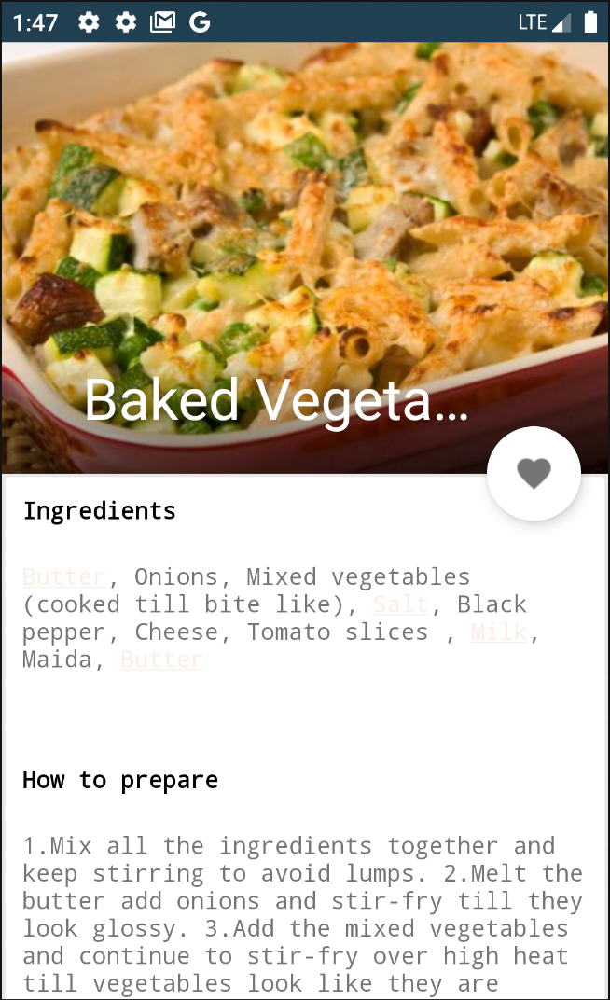 1:47 LTE
Baked Vegeta...
Ingredients
Butter, Onions, Mixed vegetables
(cooked till bite like), Salt, Black
pepper, Cheese, Tomato slices , Milk,
Maida, Butter
How to prepare
1.Mix all the ingredients together and
keep stirring to avoid lumps. 2.Melt the
butter add onions and stir-fry till they
look glossy. 3.Add the mixed vegetables
and continue to stir-fry over high heat
till vegetables look like they are